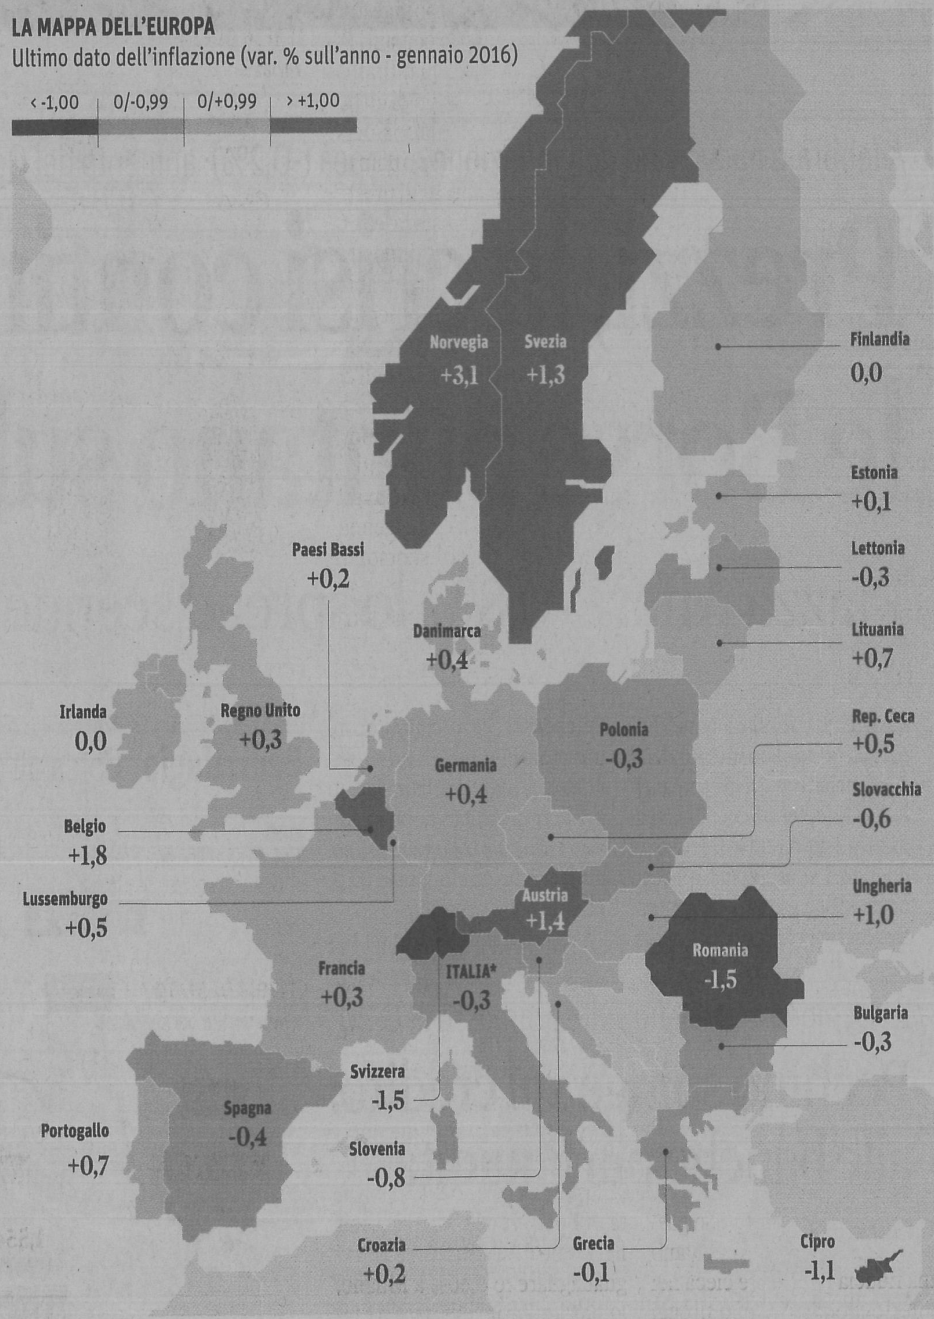 LA MAPPA DELL'EUROPA
Ultimo dato dell'inflazione (var. % sull'anno - gennaio 2016)
< -1,00 0/-0,99 0/+0,99 > +1,00
Norvegia
+3,1
Svezia
+1,3
Finlandia
0,0
Estonia
+0,1
Lettonia
-0,3
Lituania
+0,7
Paesi Bassi
+0,2
Danimarca
+0,4
Irlanda
0,0
Regno Unito
+0,3
Germania
+0,4
Polonia
-0,3
Rep. Ceca
+0,5
Slovacchia
-0,6
Belgio
+1,8
Lussemburgo
+0,5
Austria
+1,4
Ungheria
+1,0
Romania
-1,5
Francia
+0,3
ITALIA*
-0,3
Bulgaria
-0,3
Svizzera
-1,5
Spagna
-0,4
Portogallo
+0,7
Slovenia
-0,8
Croazia
+0,2
Grecia
-0,1
Cipro
-1,1